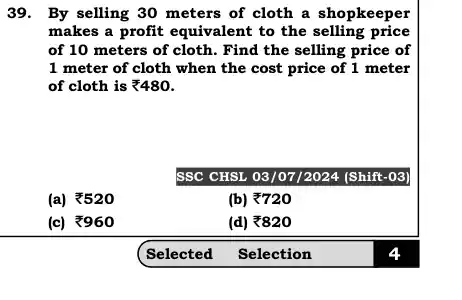 39. By selling 30 meters of cloth a shopkeeper
makes a profit equivalent to the selling price
of 10 meters of cloth. Find the selling price of
1 meter of cloth when the cost price of 1 meter
of cloth is ₹480.
SSC CHSL 03/07/2024 (Shift-03)
(a) ₹520 (b) ₹720
(c) ₹960 (d) ₹820
Selected Selection 4